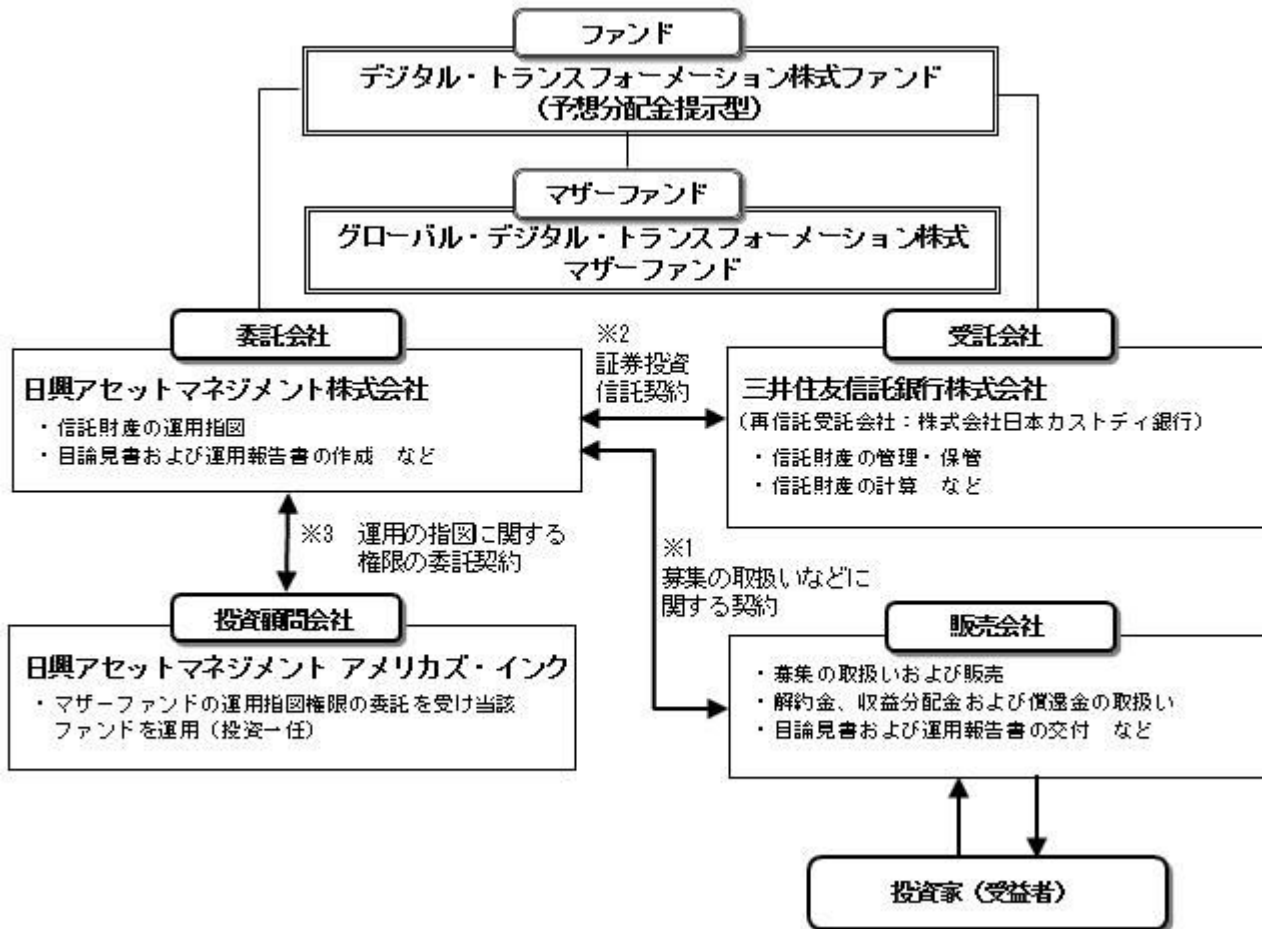 ファンド
デジタル・トランスフォーメーション株式ファンド
(予想分配金提示型)
マザーファンド
グローバル・デジタル・トランスフォーメーション株式
マザーファンド
委託会社
日興アセットマネジメント株式会社
・信託財産の運用指図
・目論見書および運用報告書の作成 など
※2
証券投資
信託契約
受託会社
三井住友信託銀行株式会社
(再信託受託会社:株式会社日本カストディ銀行)
・信託財産の管理・保管
・信託財産の計算 など
※3 運用の指図に関する
権限の委託契約
※1
募集の取扱いなどに
関する契約
投資顧問会社
日興アセットマネジメント アメリカズ・インク
・マザーファンドの運用指図権限の委託を受け当該
ファンドを運用(投資一任)
販売会社
・募集の取扱いおよび販売
・解約金、収益分配金および償還金の取扱い
・目論見書および運用報告書の交付 など
投資家(受益者)